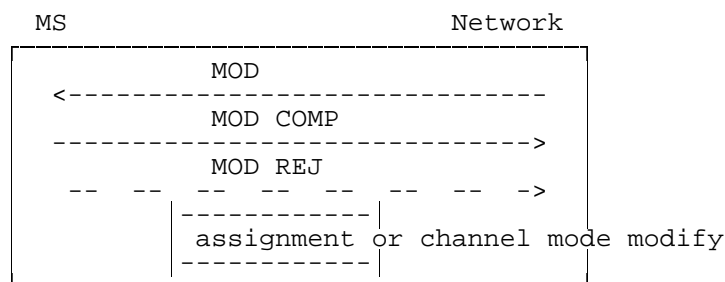 MS Network
MOD
MOD COMP
MOD REJ
assignment or channel mode modify